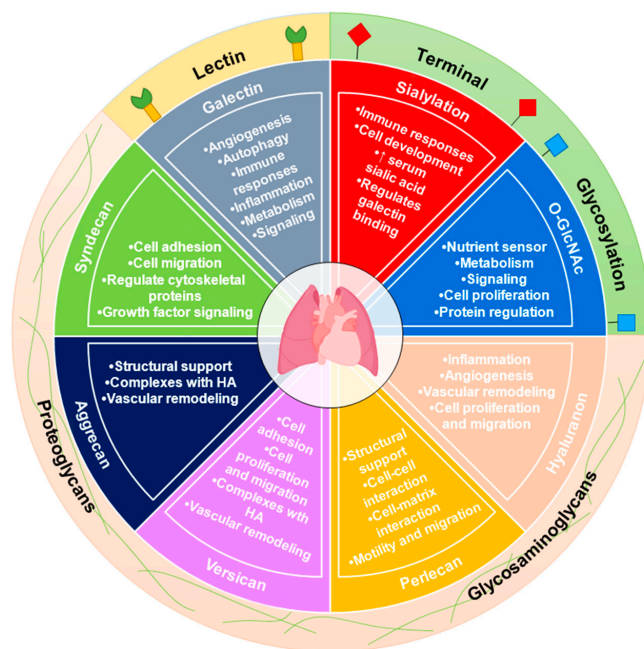 Lectin
Terminal
Glycosylation
Glycosaminoglycans
Proteoglycans
Galectin
•Angiogenesis
•Autophagy
•Immune
responses
•Inflammation
•Metabolism
•Signaling
Sialylation
•Immune responses
•Cell development
•↑ serum
sialic acid
•Regulates
galectin
binding
O-GlcNAc
•Nutrient sensor
•Metabolism
•Signaling
•Cell proliferation
•Protein regulation
Hyaluronon
•Inflammation
•Angiogenesis
•Vascular remodeling
•Cell proliferation
and migration
Perlecan
•Structural
support
•Cell-cell
interaction
•Cell-matrix
interaction
•Motility and migration
Versican
•Cell
adhesion
•Cell
proliferation
and migration
•Complexes wth
HA
•Vascular remodeling
Aggrecan
•Structural support
•Complexes with HA
•Vascular remodeling
Syndecan
•Cell adhesion
•Cell migration
•Regulate cytoskeletal
proteins
•Growth factor signaling